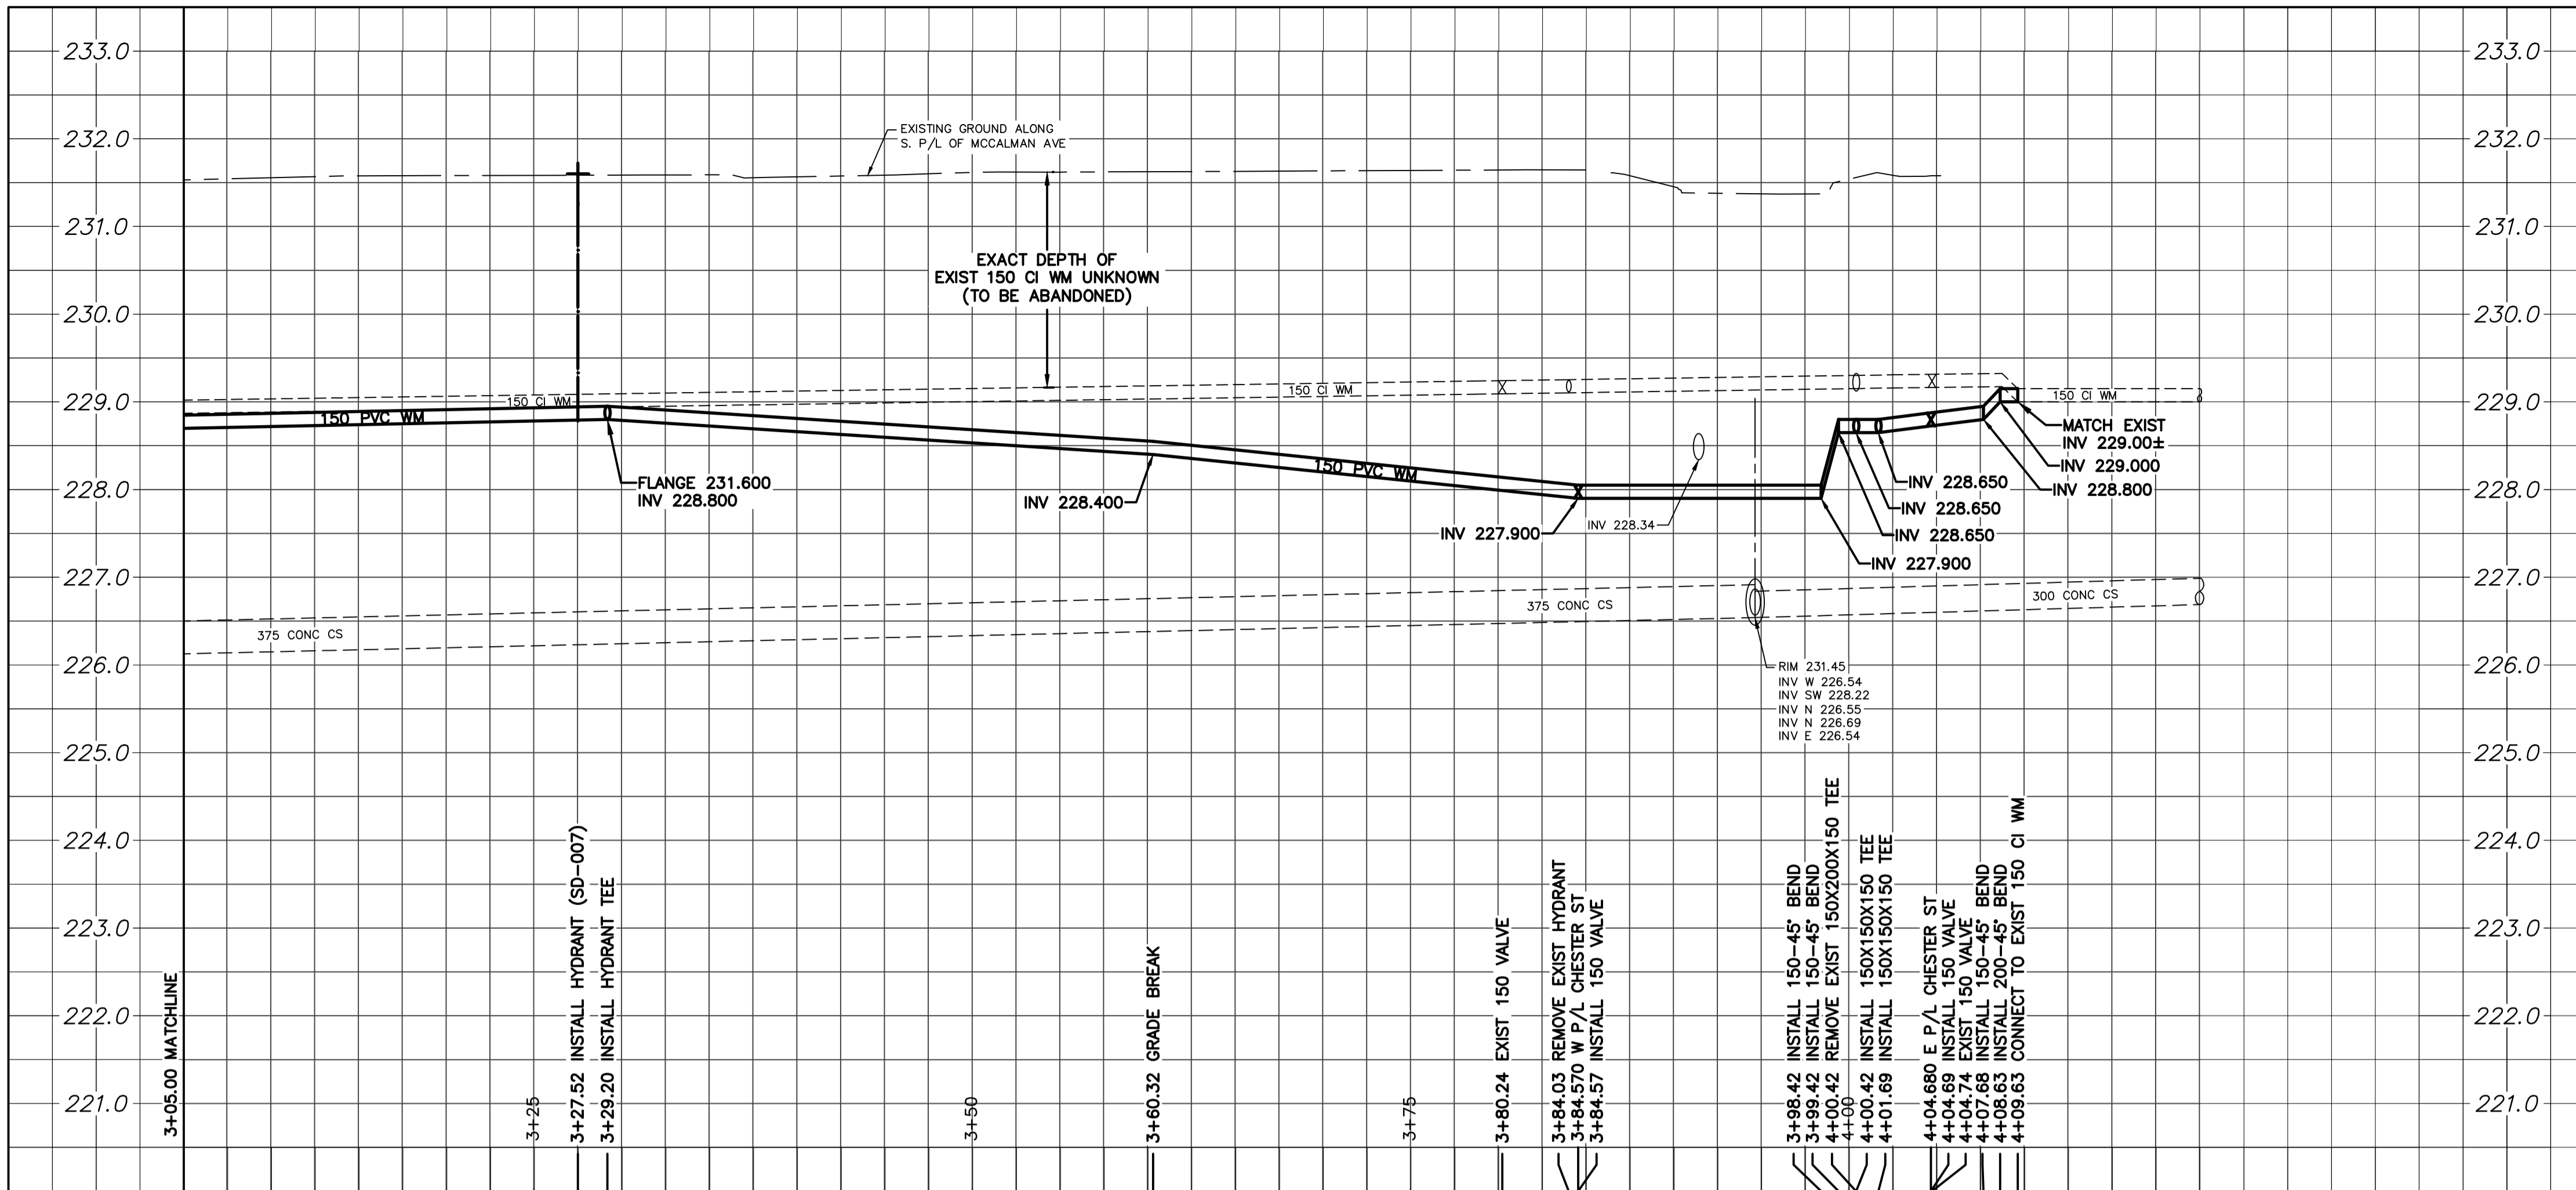 233.0
233.0
232.0
232.0
EXISTING GROUND ALONG
S. P/L OF MCCALMAN AVE
231.0
231.0
EXACT DEPTH OF
EXIST 150 CI WM UNKNOWN
(TO BE ABANDONED)
230.0
230.0
229.0
229.0
150 CI WM
150 CI WM
150 CI WM
150 PVC WM
150 PVC WM
FLANGE 231.600
INV 228.800
INV 228.400
INV 227.900
INV 228.34
MATCH EXIST
INV 229.00±
INV 229.000
INV 228.800
INV 228.650
INV 228.650
INV 228.650
INV 227.900
228.0
228.0
227.0
227.0
375 CONC CS
375 CONC CS
300 CONC CS
226.0
226.0
RIM 231.45
INV W 226.54
INV SW 228.22
INV N 226.55
INV N 226.69
INV E 226.54
225.0
225.0
224.0
224.0
223.0
223.0
222.0
222.0
221.0
221.0
3+05.00 MATCHLINE
3+25
3+27.52 INSTALL HYDRANT (SD-007)
3+29.20 INSTALL HYDRANT TEE
3+50
3+60.32 GRADE BREAK
3+75
3+80.24 EXIST 150 VALVE
3+84.03 REMOVE EXIST HYDRANT
3+84.570 W P/L CHESTER ST
3+84.57 INSTALL 150 VALVE
3+98.42 INSTALL 150-45° BEND
3+99.42 INSTALL 150-45° BEND
4+00.42 REMOVE EXIST 150X200X150 TEE
4+00
4+00.42 INSTALL 150X150X150 TEE
4+01.69 INSTALL 150X150X150 TEE
4+04.680 E P/L CHESTER ST
4+04.69 INSTALL 150 VALVE
4+04.74 EXIST 150 VALVE
4+07.68 INSTALL 150-45° BEND
4+08.63 INSTALL 200-45° BEND
4+09.63 CONNECT TO EXIST 150 CI WM